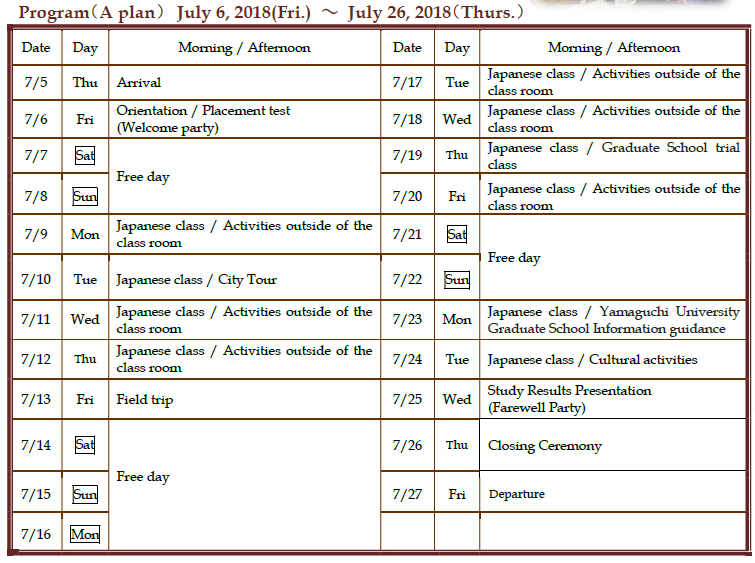 Program(A plan) July 6, 2018(Fri.) ～ July 26, 2018(Thurs.)
Date Day Morning / Afternoon Date Day Morning / Afternoon
7/5 Thu Arrival
7/6 Fri Orientation / Placement test
(Welcome party)
7/7 Sat
Free day
7/8 Sun
7/9 Mon Japanese class / Activities outside of the
class room
7/10 Tue Japanese class / City Tour
7/11 Wed Japanese class / Activities outside of the
class room
7/12 Thu Japanese class / Activities outside of the
class room
7/13 Fri Field trip
7/14 Sat
Free day
7/15 Sun
7/16 Mon
7/17 Tue Japanese class / Activities outside of the
class room
7/18 Wed Japanese class / Activities outside of the
class room
7/19 Thu Japanese class / Graduate School trial
class
7/20 Fri Japanese class / Activities outside of the
class room
7/21 Sat
Free day
7/22 Sun
7/23 Mon Japanese class / Yamaguchi University
Graduate School Information guidance
7/24 Tue Japanese class / Cultural activities
7/25 Wed Study Results Presentation
(Farewell Party)
7/26 Thu Closing Ceremony
7/27 Fri Departure